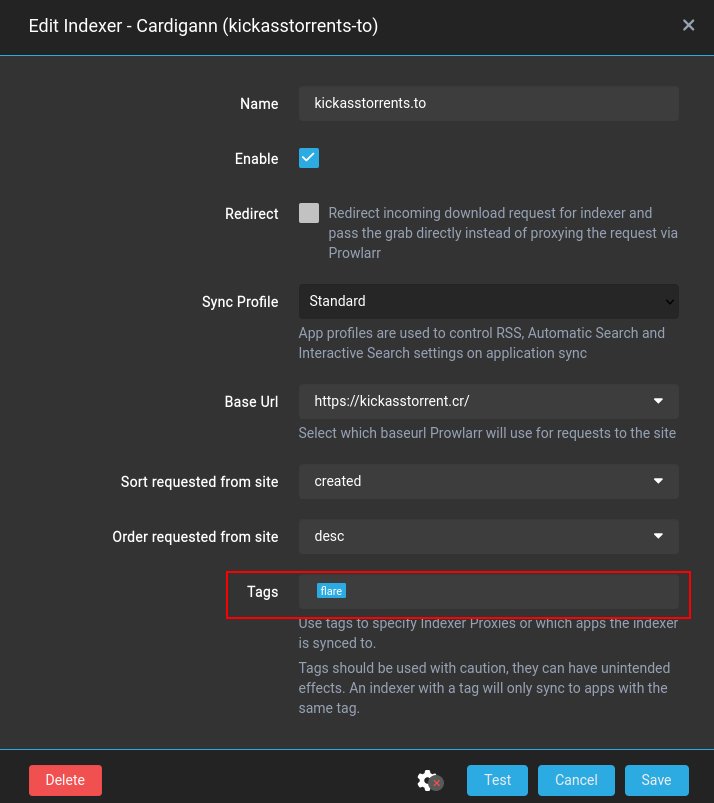 Edit Indexer - Cardigann (kickasstorrents-to)
Name
kickasstorrents.to
Enable
Redirect
Redirect incoming download request for indexer and
pass the grab directly instead of proxying the request via
Prowlarr
Sync Profile
Standard
App profiles are used to control RSS, Automatic Search and
Interactive Search settings on application sync
Base Url
https://kickasstorrent.cr/
Select which baseurl Prowlarr will use for requests to the site
Sort requested from site
created
Order requested from site
desc
Tags
flare
Use tags to specify Indexer Proxies or which apps the indexer
is synced to.
Tags should be used with caution, they can have unintended
effects. An indexer with a tag will only sync to apps with the
same tag.
Delete
Test
Cancel
Save